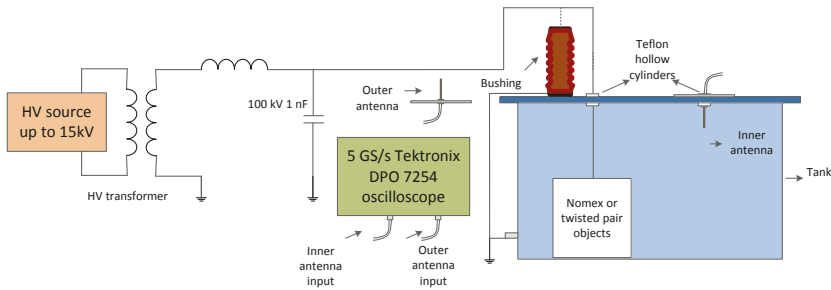 HV source
up to 15kV
HV transformer
100 kV 1 nF
Outer
antenna
5 GS/s Tektronix
DPO 7254
oscilloscope
Inner
antenna
input
Outer
antenna
input
Bushing
Teflon
hollow
cylinders
Inner
antenna
Tank
Nomex or
twisted pair
objects